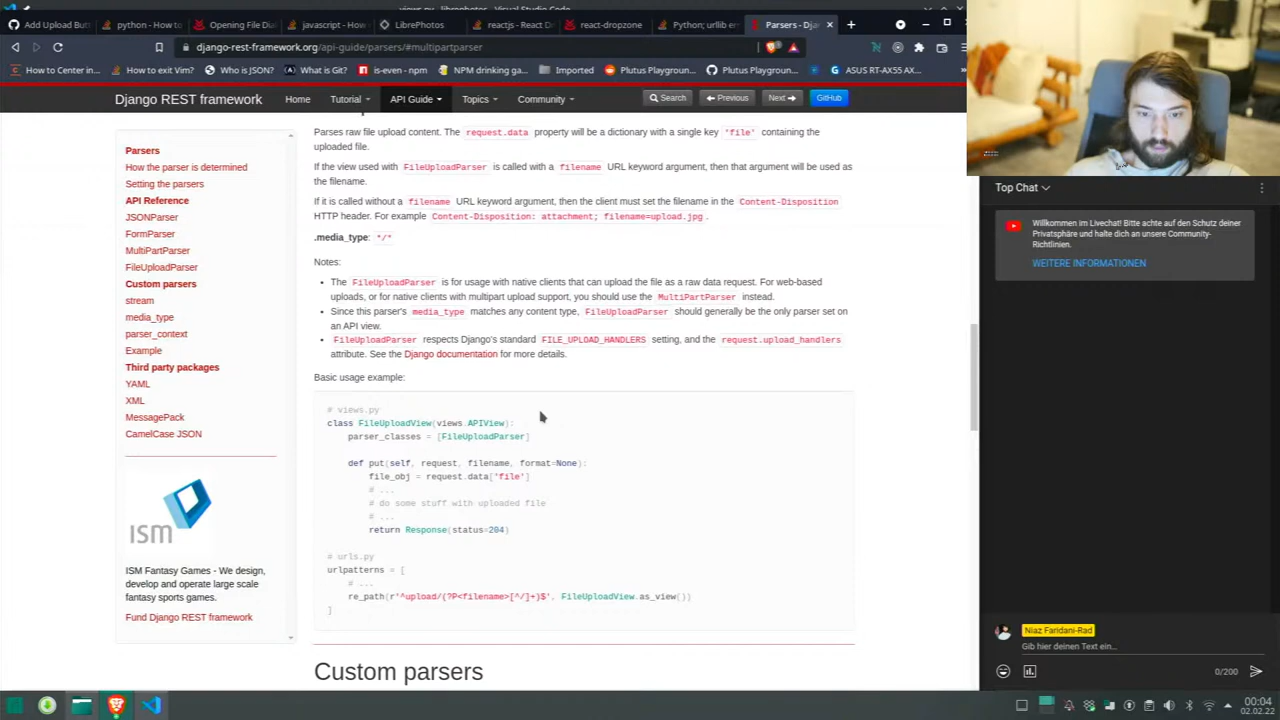 views.py - librephotos - Visual Studio Code
Add Upload But
python - How to
Opening File Dia
javascript - How
LibrePhotos
reactjs - React D
react-dropzone
Python; urllib er
Parsers - Djan
django-rest-framework.org/api-guide/parsers/#multipartparser
How to Center in...
How to exit Vim?
Who is JSON?
What is Git?
is-even - npm
NPM drinking ga...
Imported
Plutus Playgroun...
Plutus Playgroun...
ASUS RT-AX55 AX...
Django REST framework
Home
Tutorial
API Guide
Topics
Community
Search
Previous
Next
GitHub
Parsers
How the parser is determined
Setting the parsers
API Reference
JSONParser
FormParser
MultiPartParser
FileUploadParser
Custom parsers
stream
media_type
parser_context
Example
Third party packages
YAML
XML
MessagePack
CamelCase JSON
ISM
ISM Fantasy Games - We design,
develop and operate large scale
fantasy sports games.
Fund Django REST framework
Parses raw file upload content. The request.data property will be a dictionary with a single key 'file' containing the
uploaded file.
If the view used with FileUploadParser is called with a filename URL keyword argument, then that argument will be used as
the filename.
If it is called without a filename URL keyword argument, then the client must set the filename in the Content-Disposition
HTTP header. For example Content-Disposition: attachment; filename=upload.jpg.
.media_type: */*
Notes:
The FileUploadParser is for usage with native clients that can upload the file as a raw data request. For web-based
uploads, or for native clients with multipart upload support, you should use the MultiPartParser instead.
Since this parser's media_type matches any content type, FileUploadParser should generally be the only parser set on
an API view.
FileUploadParser respects Django's standard FILE_UPLOAD_HANDLERS setting, and the request.upload_handlers
attribute. See the Django documentation for more details.
Basic usage example:
# views.py
class FileUploadView(views.APIView):
parser_classes = [FileUploadParser]
def put(self, request, filename, format=None):
file_obj = request.data['file']
# ...
# do some stuff with uploaded file
# ...
return Response(status=204)
# urls.py
urlpatterns = [
# ...
re_path(r'^upload/(?P<filename>[^/]+)$', FileUploadView.as_view())
]
Custom parsers
Top Chat
Willkommen im Livechat! Bitte achte auf den Schutz deiner
Privatsphäre und halte dich an unsere Community-
Richtlinien.
WEITERE INFORMATIONEN
Niaz Faridani-Rad
Gib hier deinen Text ein...
0/200
00:04
02.02.22